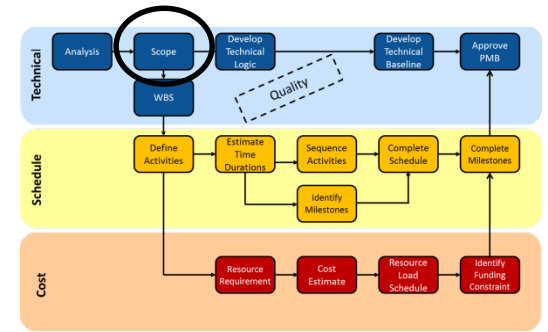 Technical
Analysis
Scope
Develop
Technical
Logic
Develop
Technical
Baseline
Approve
PMB
WBS
Quality
Schedule
Define
Activities
Estimate
Time
Durations
Sequence
Activities
Complete
Schedule
Complete
Milestones
Identify
Milestones
Cost
Resource
Requirement
Cost
Estimate
Resource
Load
Schedule
Identify
Funding
Constraint